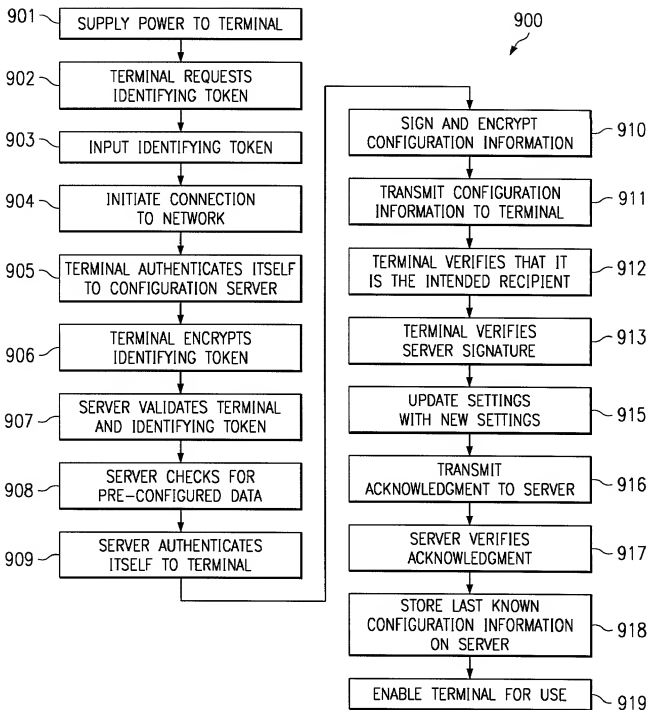 900
901
SUPPLY POWER TO TERMINAL
902
TERMINAL REQUESTS
IDENTIFYING TOKEN
903
INPUT IDENTIFYING TOKEN
904
INITIATE CONNECTION
TO NETWORK
905
TERMINAL AUTHENTICATES ITSELF
TO CONFIGURATION SERVER
906
TERMINAL ENCRYPTS
IDENTIFYING TOKEN
907
SERVER VALIDATES TERMINAL
AND IDENTIFYING TOKEN
908
SERVER CHECKS FOR
PRE-CONFIGURED DATA
909
SERVER AUTHENTICATES
ITSELF TO TERMINAL
SIGN AND ENCRYPT
CONFIGURATION INFORMATION
910
TRANSMIT CONFIGURATION
INFORMATION TO TERMINAL
911
TERMINAL VERIFIES THAT IT
IS THE INTENDED RECIPIENT
912
TERMINAL VERIFIES
SERVER SIGNATURE
913
UPDATE SETTINGS
WITH NEW SETTINGS
915
TRANSMIT
ACKNOWLEDGMENT TO SERVER
916
SERVER VERIFIES
ACKNOWLEDGMENT
917
STORE LAST KNOWN
CONFIGURATION INFORMATION
ON SERVER
918
ENABLE TERMINAL FOR USE
919